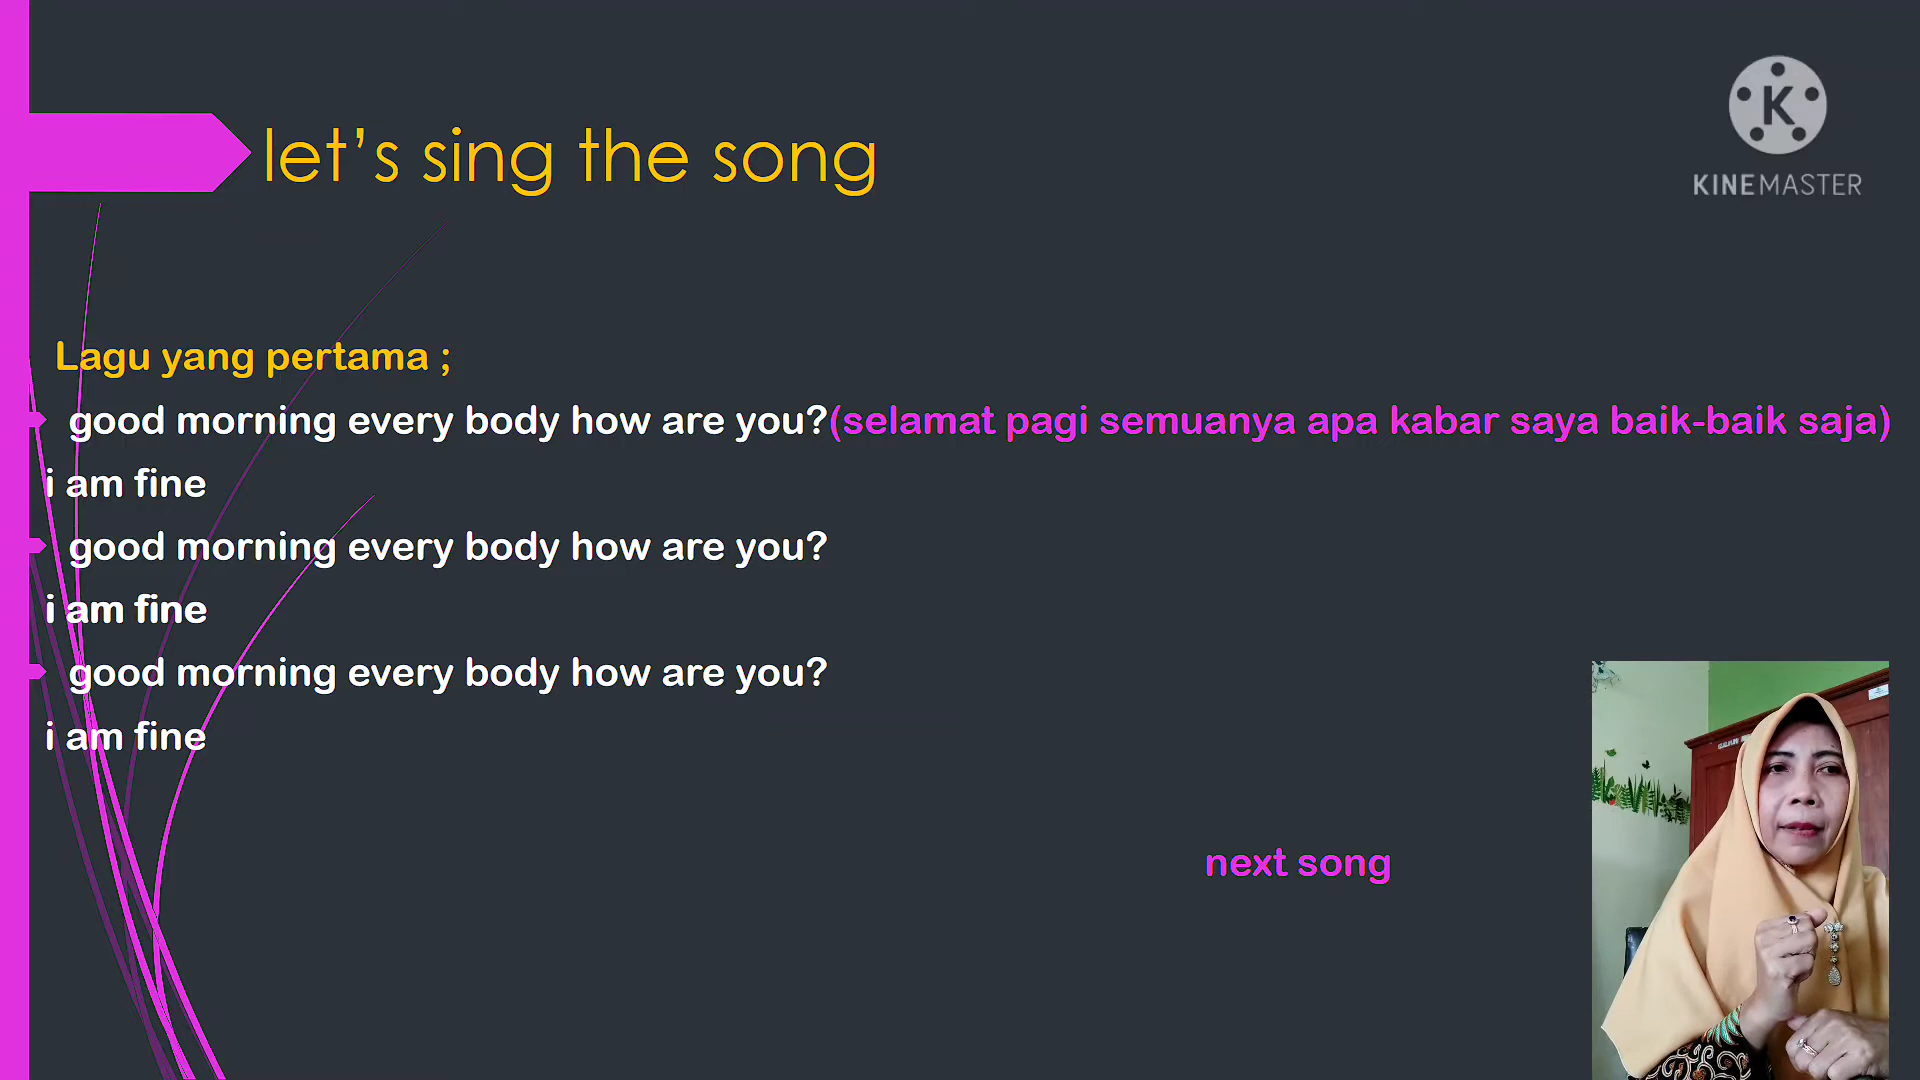 let's sing the song
KINEMASTER
Lagu yang pertama ;
good morning every body how are you?(selamat pagi semuanya apa kabar saya baik-baik saja)
i am fine
good morning every body how are you?
i am fine
good morning every body how are you?
i am fine
next song